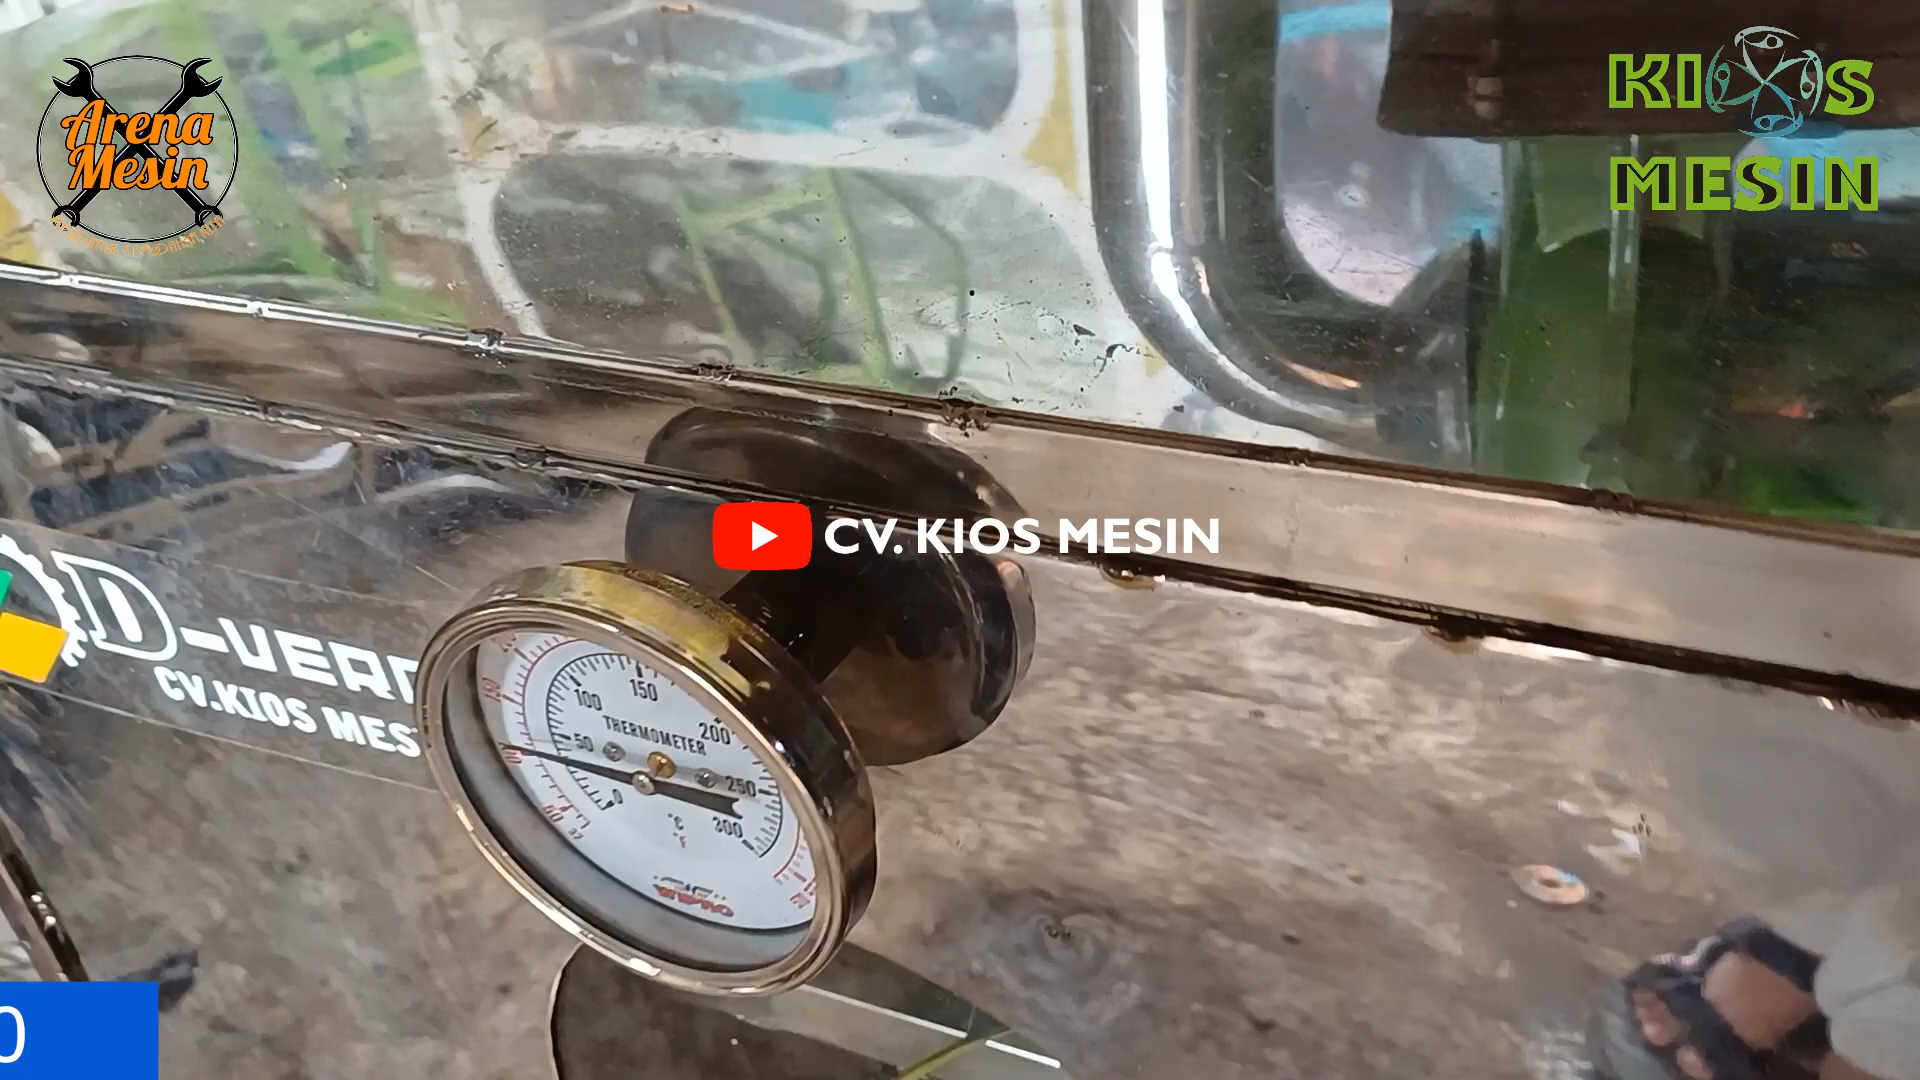 Arena
Mesin
KIOS
MESIN
CV. KIOS MESIN
D-VER
CV.KIOS MES
100
150
200
THERMOMETER
50
250
0
300
°C
°F
0